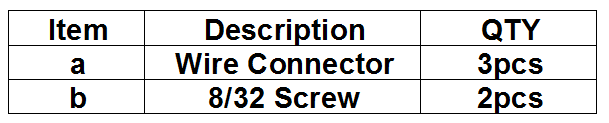 Item Description QTY
a Wire Connector 3pcs
b 8/32 Screw 2pcs